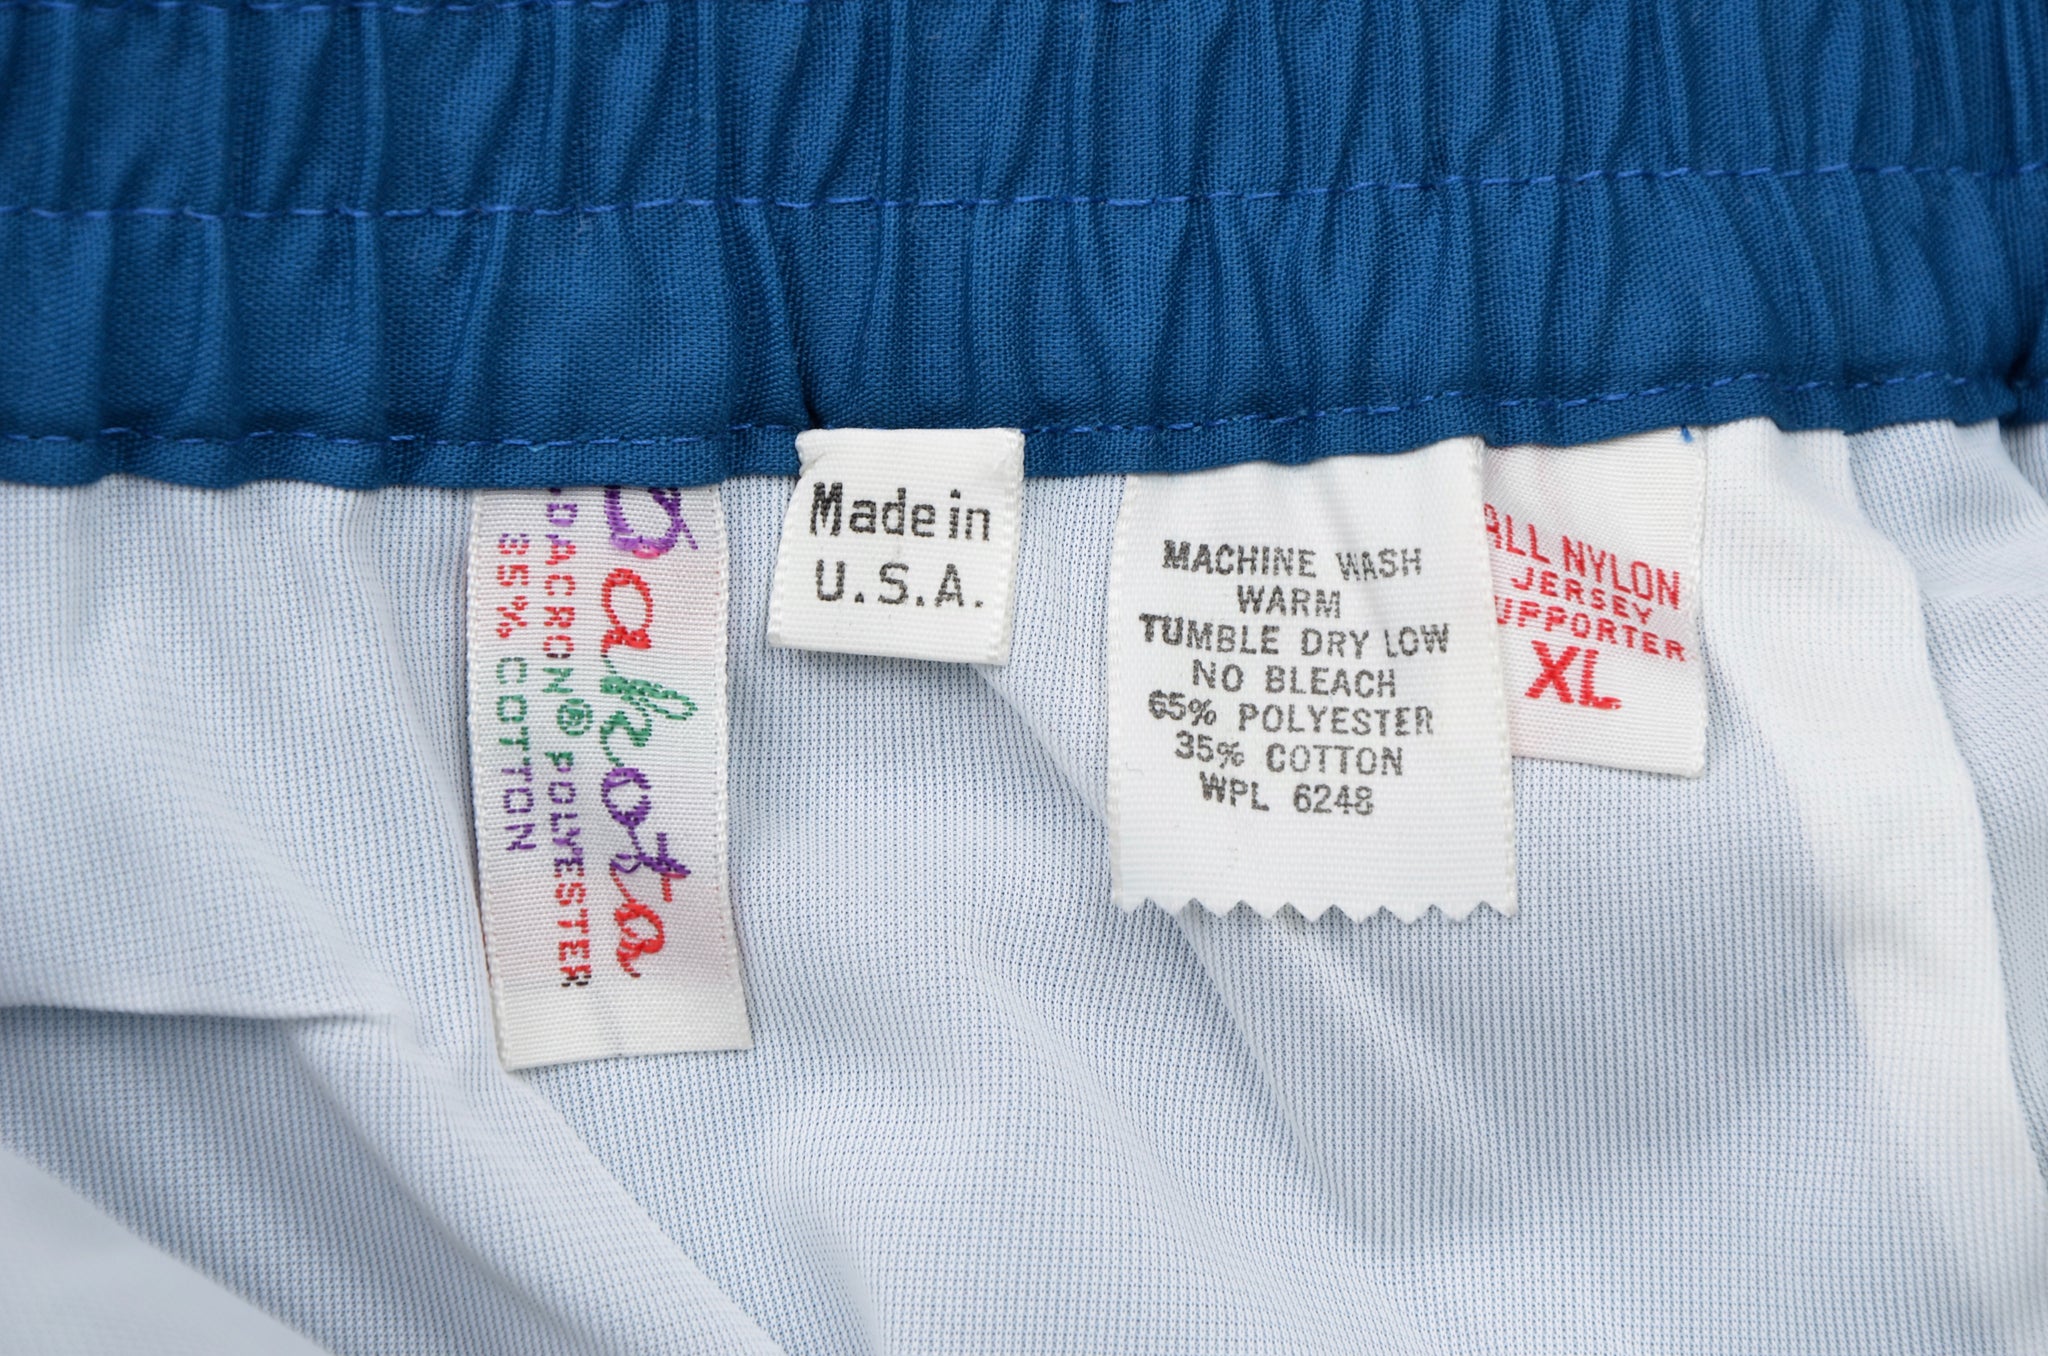 Dakota
DACRON® POLYESTER
35% COTTON
Made in
U.S.A.
MACHINE WASH
WARM
TUMBLE DRY LOW
NO BLEACH
65% POLYESTER
35% COTTON
WPL 6248
ALL NYLON
JERSEY
UPPORTER
XL